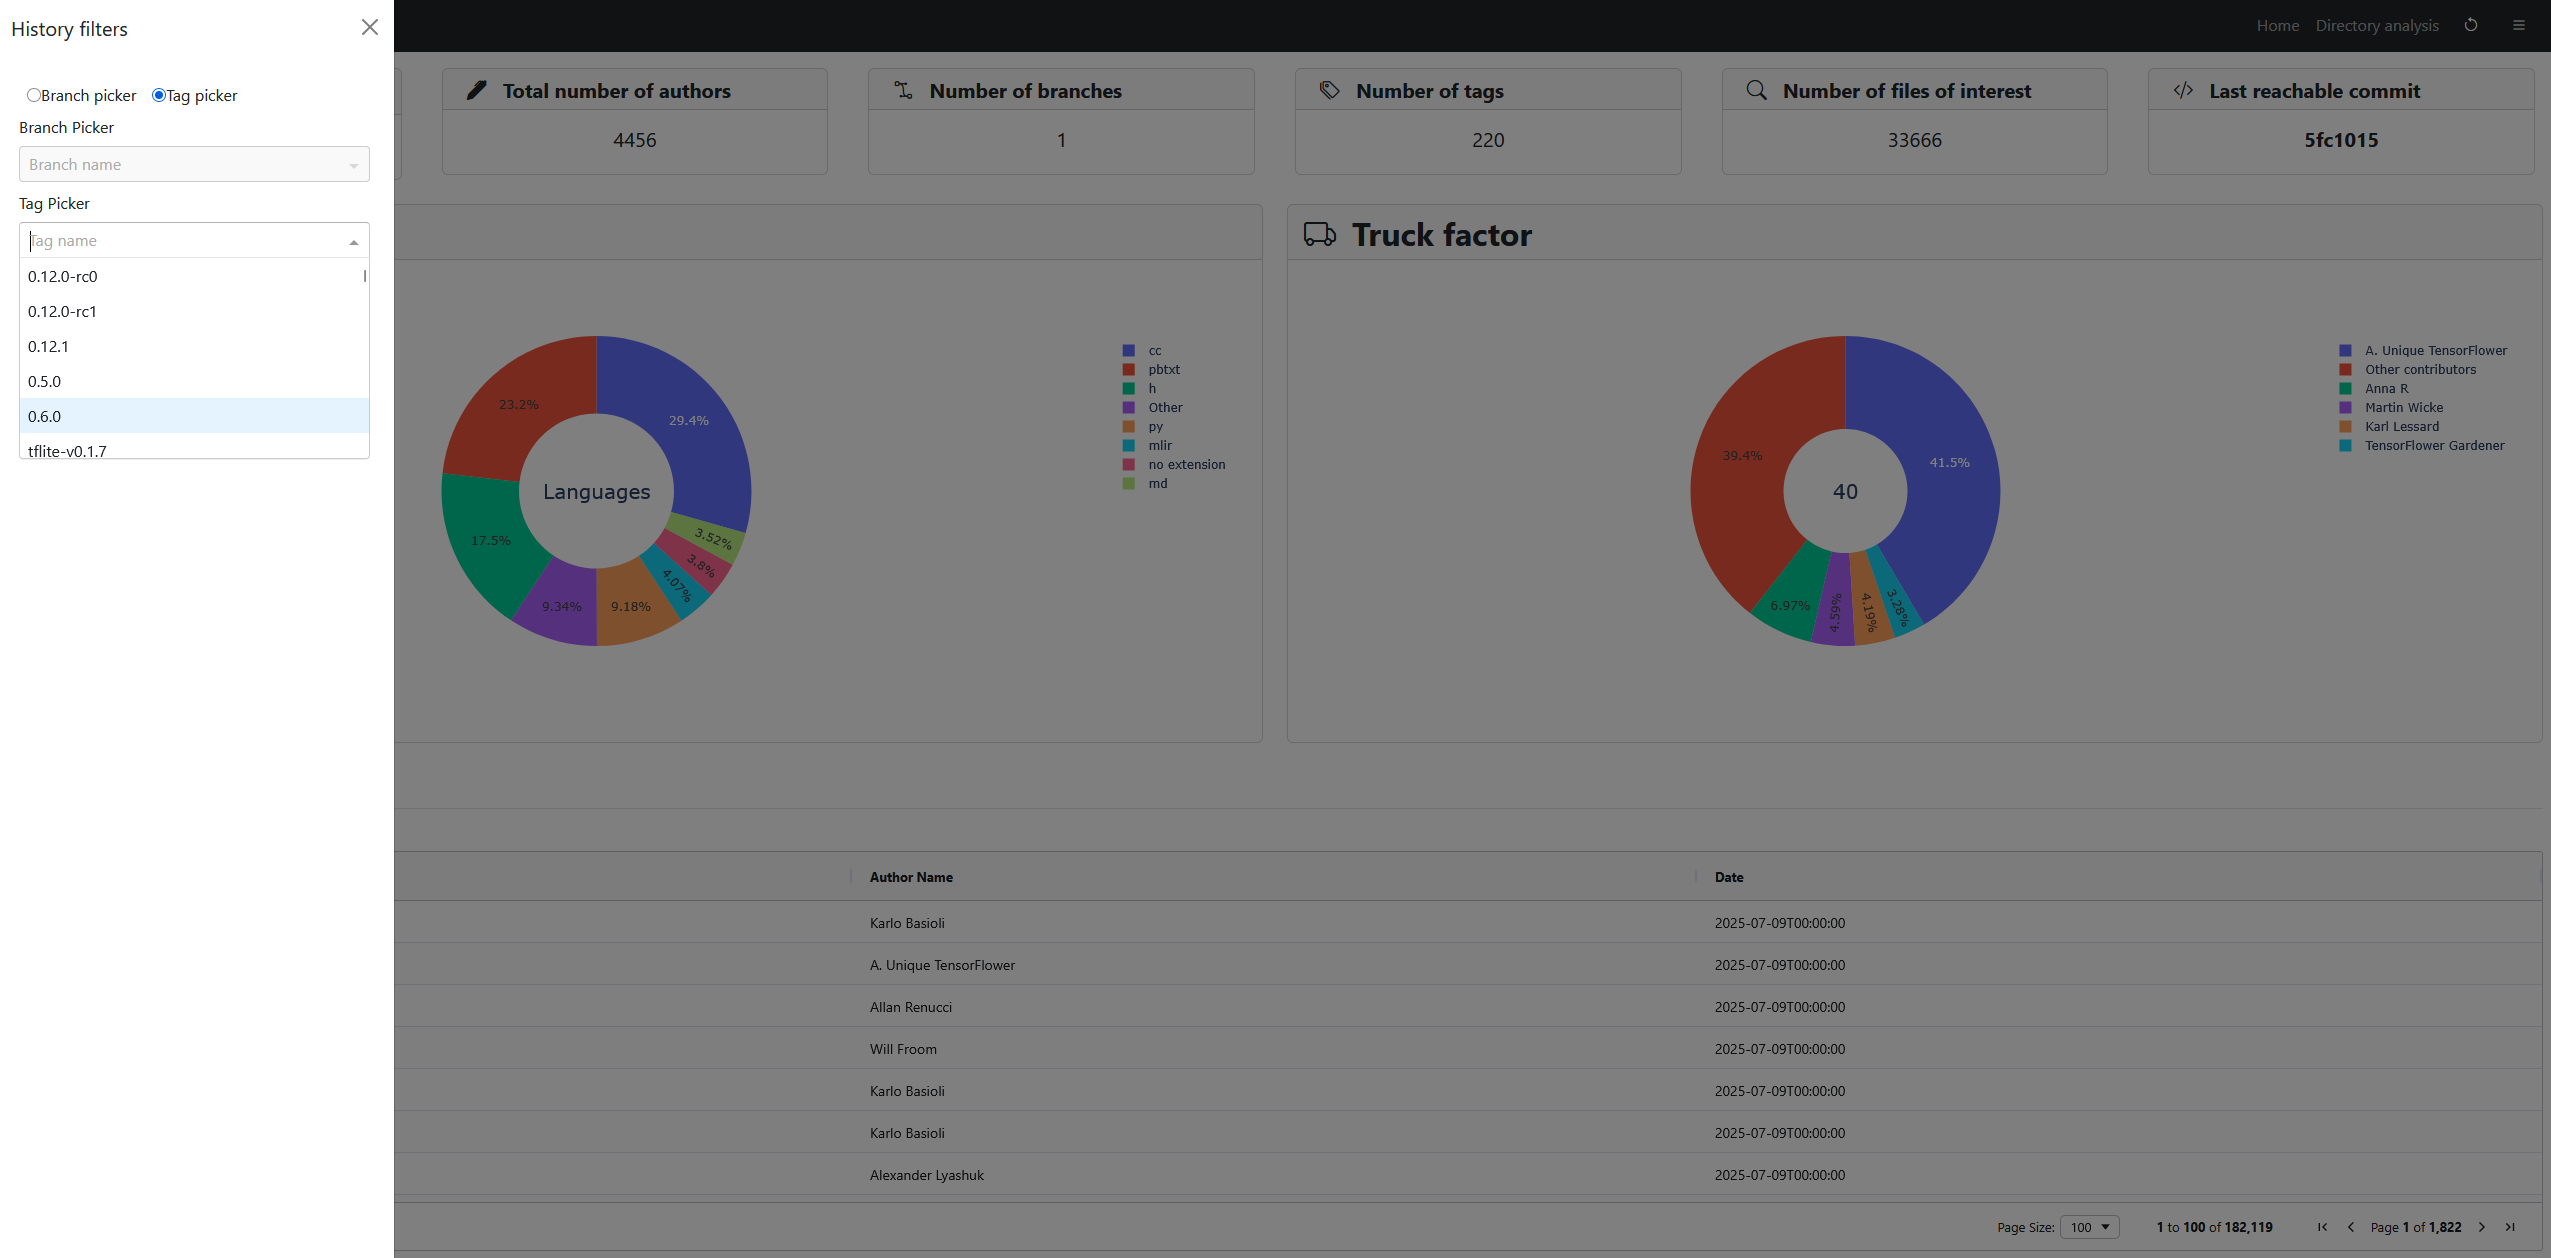 History filters
Home Directory analysis
Branch picker Tag picker
Branch Picker
Branch name
Tag Picker
Tag name
0.12.0-rc0
0.12.0-rc1
0.12.1
0.5.0
0.6.0
tflite-v0.1.7
Total number of authors
4456
Number of branches
1
Number of tags
220
Number of files of interest
33666
Last reachable commit
5fc1015
29.4%
23.2%
17.5%
9.34%
9.18%
4.07%
3.8%
3.52%
Languages
cc
pbtxt
h
Other
py
mlir
no extension
md
Truck factor
41.5%
39.4%
6.97%
4.59%
4.19%
3.28%
40
A. Unique TensorFlower
Other contributors
Anna R
Martin Wicke
Karl Lessard
TensorFlower Gardener
Author Name Date
Karlo Basioli 2025-07-09T00:00:00
A. Unique TensorFlower 2025-07-09T00:00:00
Allan Renucci 2025-07-09T00:00:00
Will Froom 2025-07-09T00:00:00
Karlo Basioli 2025-07-09T00:00:00
Karlo Basioli 2025-07-09T00:00:00
Alexander Lyashuk 2025-07-09T00:00:00
Page Size: 100 1 to 100 of 182,119 Page 1 of 1,822